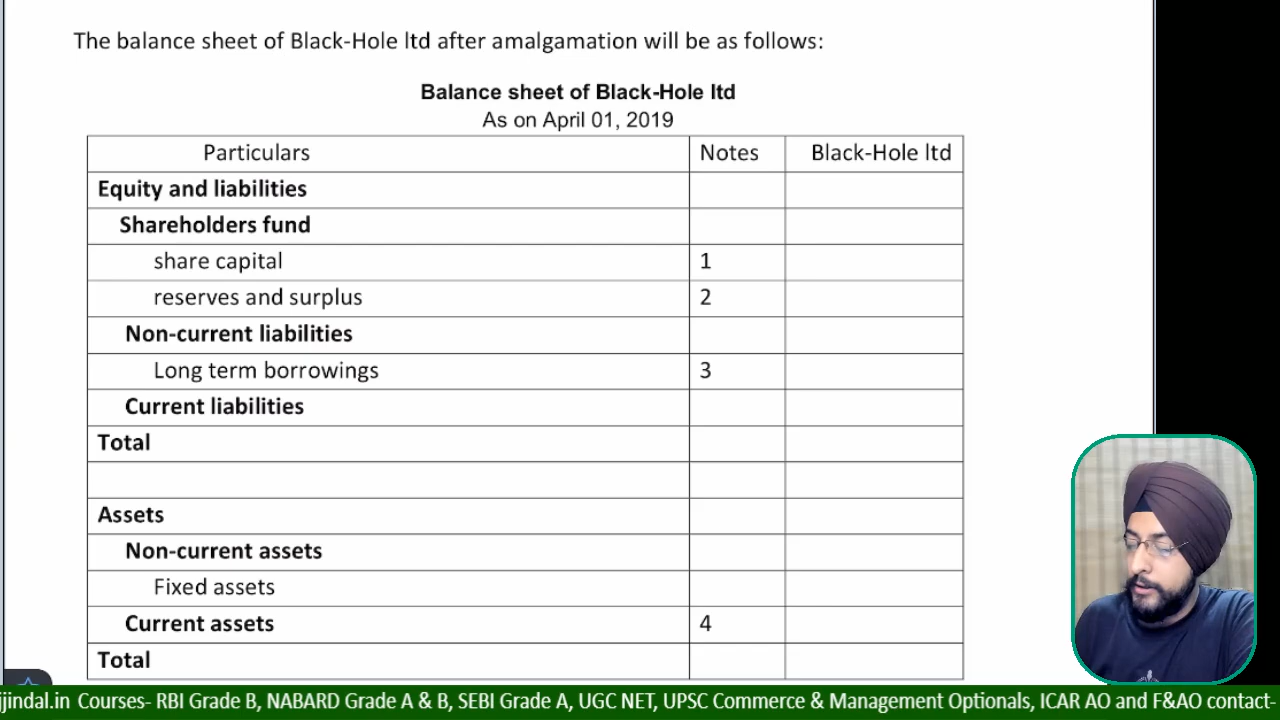 The balance sheet of Black-Hole ltd after amalgamation will be as follows:
Balance sheet of Black-Hole ltd
As on April 01, 2019
Particulars Notes Black-Hole ltd
Equity and liabilities
Shareholders fund
share capital 1
reserves and surplus 2
Non-current liabilities
Long term borrowings 3
Current liabilities
Total
Assets
Non-current assets
Fixed assets
Current assets 4
Total
jjindal.in Courses- RBI Grade B, NABARD Grade A & B, SEBI Grade A, UGC NET, UPSC Commerce & Management Optionals, ICAR AO and F&AO contact-